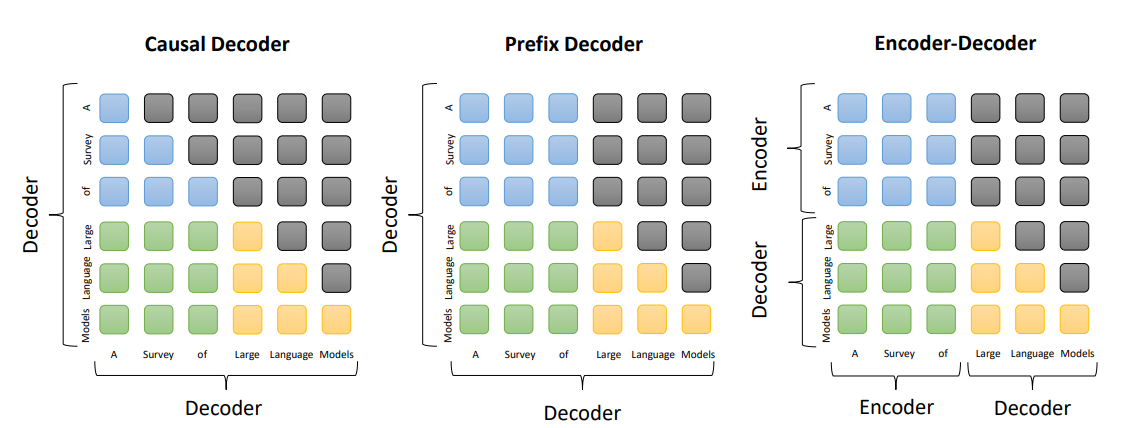 Causal Decoder
Decoder
A
Survey
of
Large
Language
Models
A Survey of Large Language Models
Decoder
Prefix Decoder
Decoder
A
Survey
of
Large
Language
Models
A Survey of Large Language Models
Decoder
Encoder-Decoder
Encoder
Decoder
A
Survey
of
Large
Language
Models
A Survey of Large Language Models
Encoder Decoder